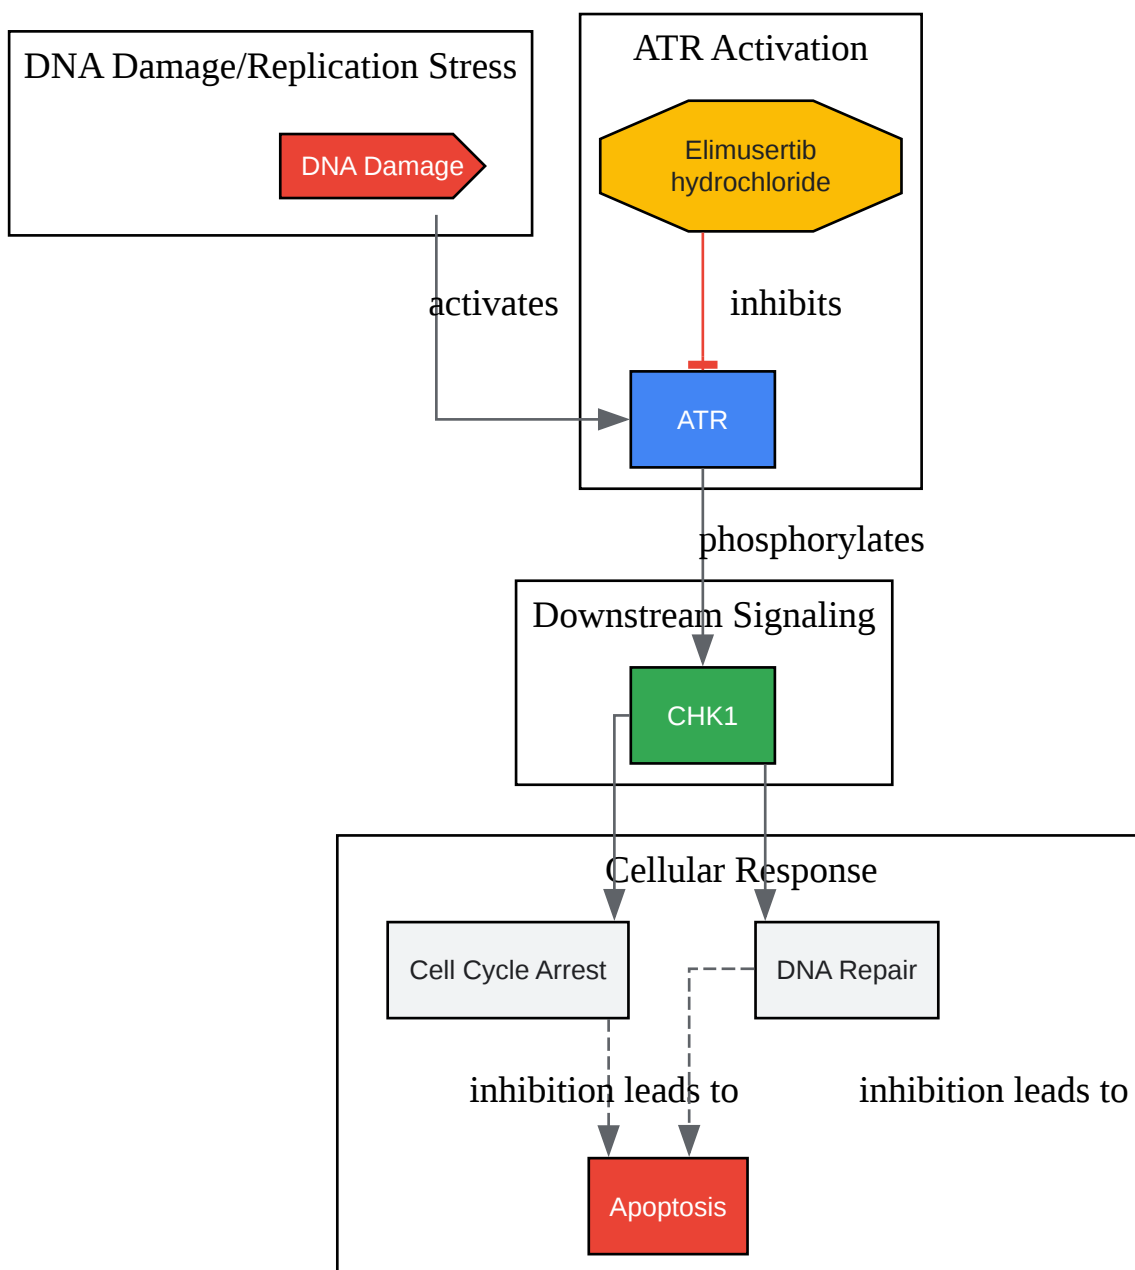 DNA Damage/Replication Stress
ATR Activation
DNA Damage
Elimusertib
hydrochloride
activates
inhibits
ATR
phosphorylates
Downstream Signaling
CHK1
Cellular Response
Cell Cycle Arrest
DNA Repair
inhibition leads to
inhibition leads to
Apoptosis